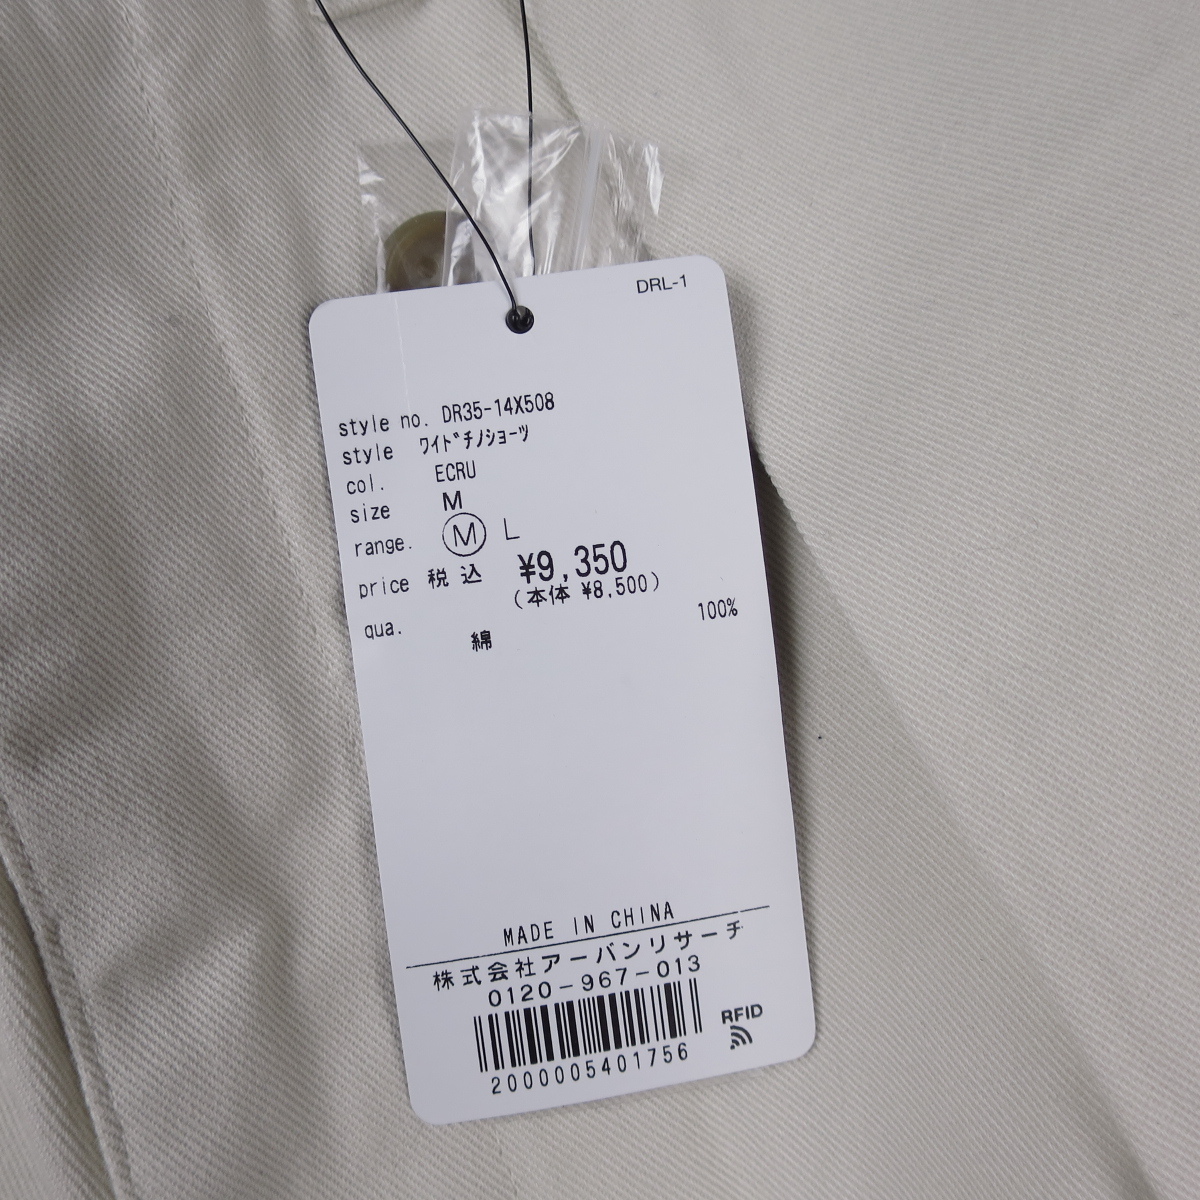 DRL-1
style no. DR35-14X508
style ﾜｲﾄﾞﾁﾉｼｮｰﾂ
col. ECRU
size M
range. M L
price 税込 ¥9,350
(本体 ¥8,500)
qua. 綿 100%
MADE IN CHINA
株式会社アーバンリサーチ
0120-967-013
RFID
2000005401756